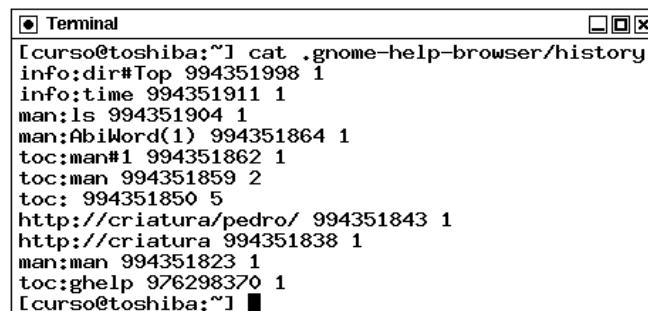 Terminal
[curso@toshiba:~] cat .gnome-help-browser/history
info:dir#Top 994351998 1
info:time 994351911 1
man:ls 994351904 1
man:AbiWord(1) 994351864 1
toc:man#1 994351862 1
toc:man 994351859 2
toc: 994351850 5
http://criatura/pedro/ 994351843 1
http://criatura 994351838 1
man:man 994351823 1
toc:ghelp 976298370 1
[curso@toshiba:~]